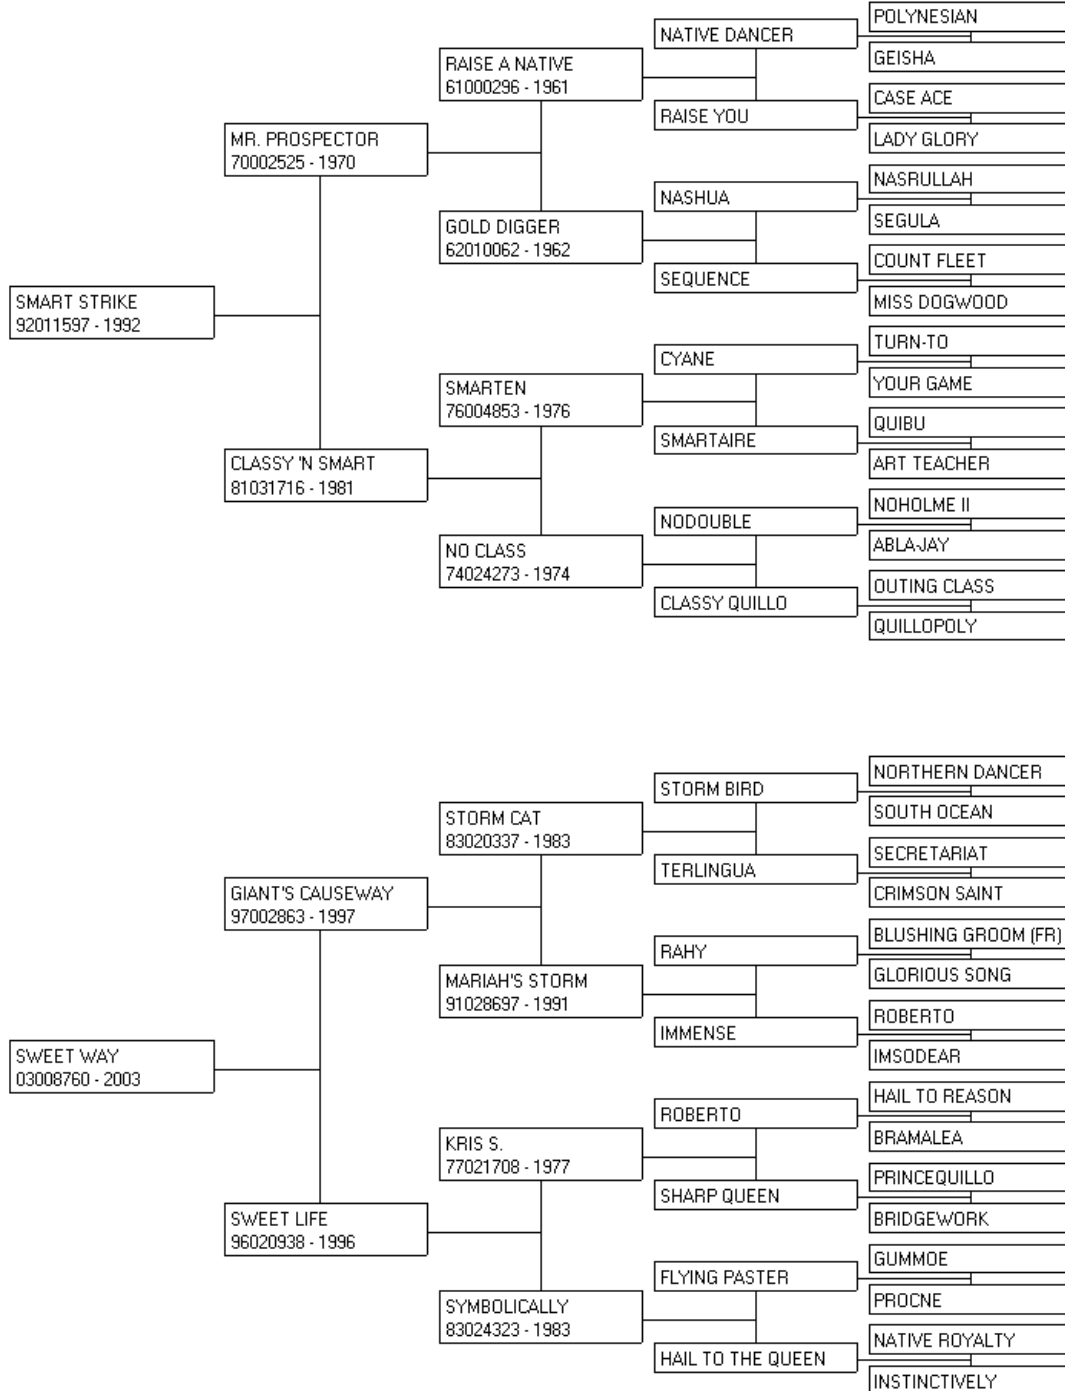 POLYNESIAN
NATIVE DANCER
GEISHA
RAISE A NATIVE
61000296 - 1961
CASE ACE
RAISE YOU
LADY GLORY
MR. PROSPECTOR
70002525 - 1970
NASRULLAH
NASHUA
SEGULA
GOLD DIGGER
62010062 - 1962
COUNT FLEET
SEQUENCE
MISS DOGWOOD
SMART STRIKE
92011597 - 1992
TURN-TO
CYANE
YOUR GAME
SMARTEN
76004853 - 1976
QUIBU
SMARTAIRE
ART TEACHER
CLASSY 'N SMART
81031716 - 1981
NOHOLME II
NODOUBLE
ABLA-JAY
NO CLASS
74024273 - 1974
OUTING CLASS
CLASSY QUILLO
QUILLOPOLY
NORTHERN DANCER
STORM BIRD
SOUTH OCEAN
STORM CAT
83020337 - 1983
SECRETARIAT
TERLINGUA
CRIMSON SAINT
GIANT'S CAUSEWAY
97002863 - 1997
BLUSHING GROOM (FR)
RAHY
GLORIOUS SONG
MARIAH'S STORM
91028697 - 1991
ROBERTO
IMMENSE
IMSODEAR
SWEET WAY
03008760 - 2003
HAIL TO REASON
ROBERTO
BRAMALEA
KRIS S.
77021708 - 1977
PRINCEQUILLO
SHARP QUEEN
BRIDGEWORK
SWEET LIFE
96020938 - 1996
GUMMOE
FLYING PASTER
PROCNE
SYMBOLICALLY
83024323 - 1983
NATIVE ROYALTY
HAIL TO THE QUEEN
INSTINCTIVELY